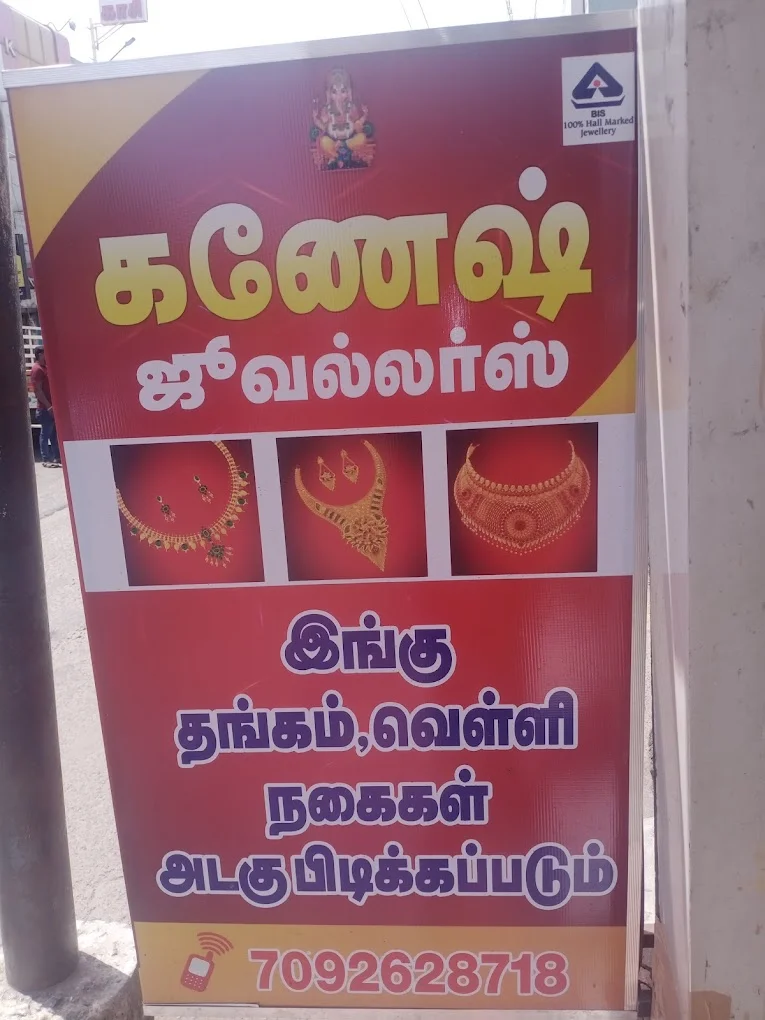 காவி
BIS
100% Hall Marked
Jewellery
கணேஷ்
ஜுவல்லர்ஸ்
இங்கு
தங்கம்,வெள்ளி
நகைகள்
அடகு பிடிக்கப்படும்
7092628718